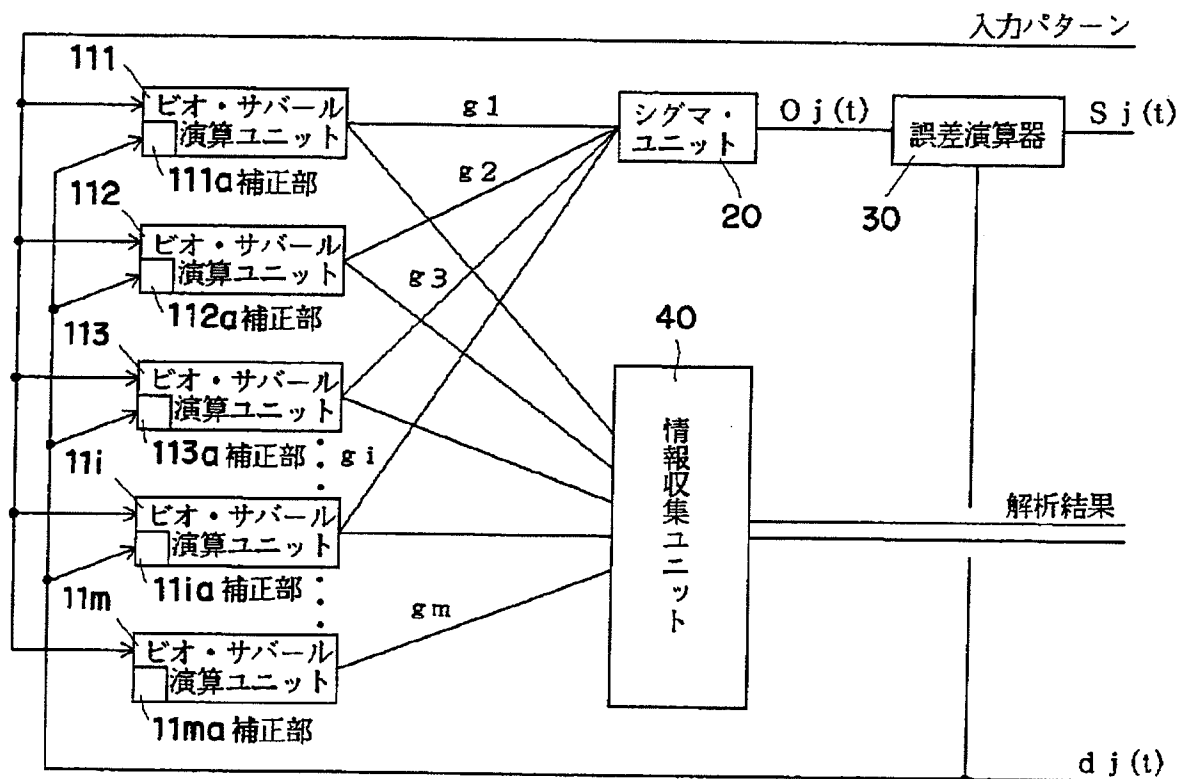 入力パターン
111
ビオ・サバール
演算ユニット
111a 補正部
g1
シグマ・
ユニット
20
O j (t)
誤差演算器
30
S j (t)
112
ビオ・サバール
演算ユニット
112a 補正部
g2
g3
113
ビオ・サバール
演算ユニット
113a 補正部
gi
40
情報収集ユニット
解析結果
11i
ビオ・サバール
演算ユニット
11ia 補正部
11m
ビオ・サバール
演算ユニット
11ma 補正部
gm
d j (t)